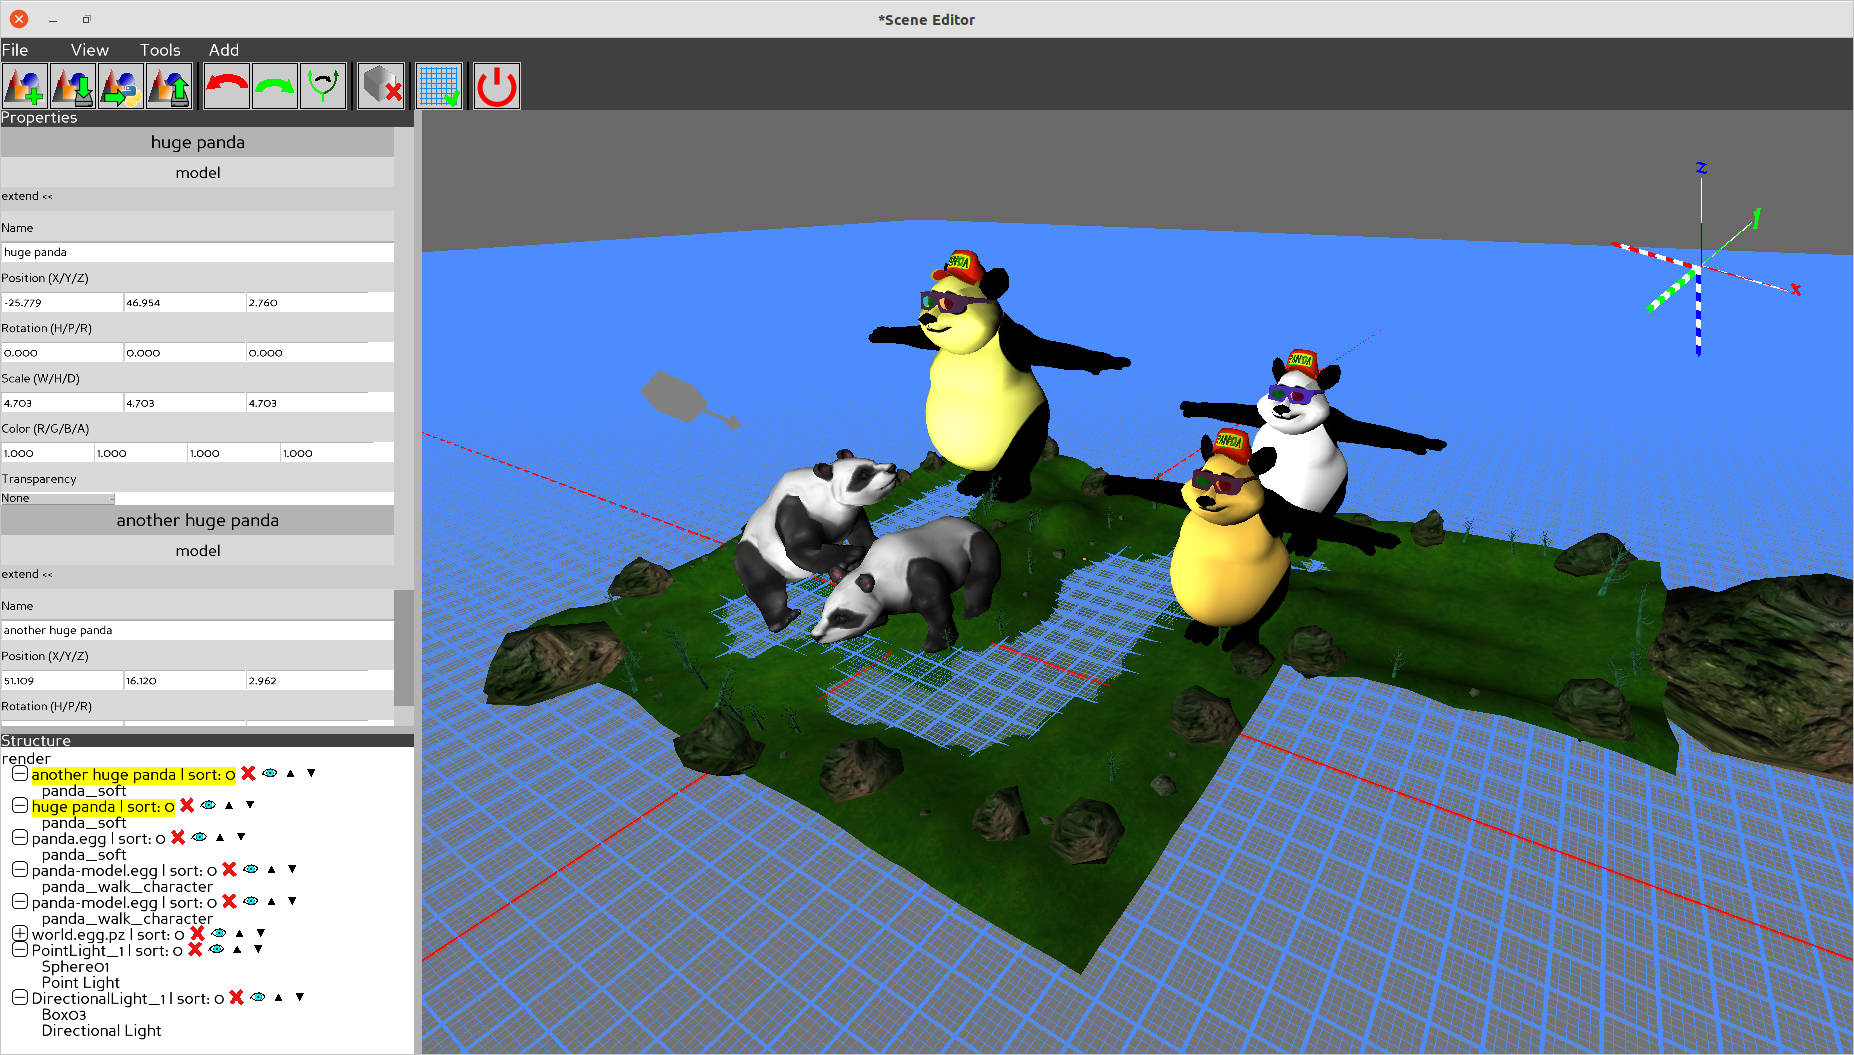 *Scene Editor
File View Tools Add
Properties
huge panda
model
extend <<
Name
huge panda
Position (X/Y/Z)
-25.779 46.954 2.760
Rotation (H/P/R)
0.000 0.000 0.000
Scale (W/H/D)
4.703 4.703 4.703
Color (R/G/B/A)
1.000 1.000 1.000 1.000
Transparency
None
another huge panda
model
extend <<
Name
another huge panda
Position (X/Y/Z)
51.109 16.120 2.962
Rotation (H/P/R)
Structure
render
another huge panda | sort: 0
panda_soft
huge panda | sort: 0
panda_soft
panda.egg | sort: 0
panda_soft
panda-model.egg | sort: 0
panda_walk_character
panda-model.egg | sort: 0
panda_walk_character
world.egg.pz | sort: 0
PointLight_1 | sort: 0
Sphere01
Point Light
DirectionalLight_1 | sort: 0
Box03
Directional Light
z
y
x
PANDA
PANDA
PANDA